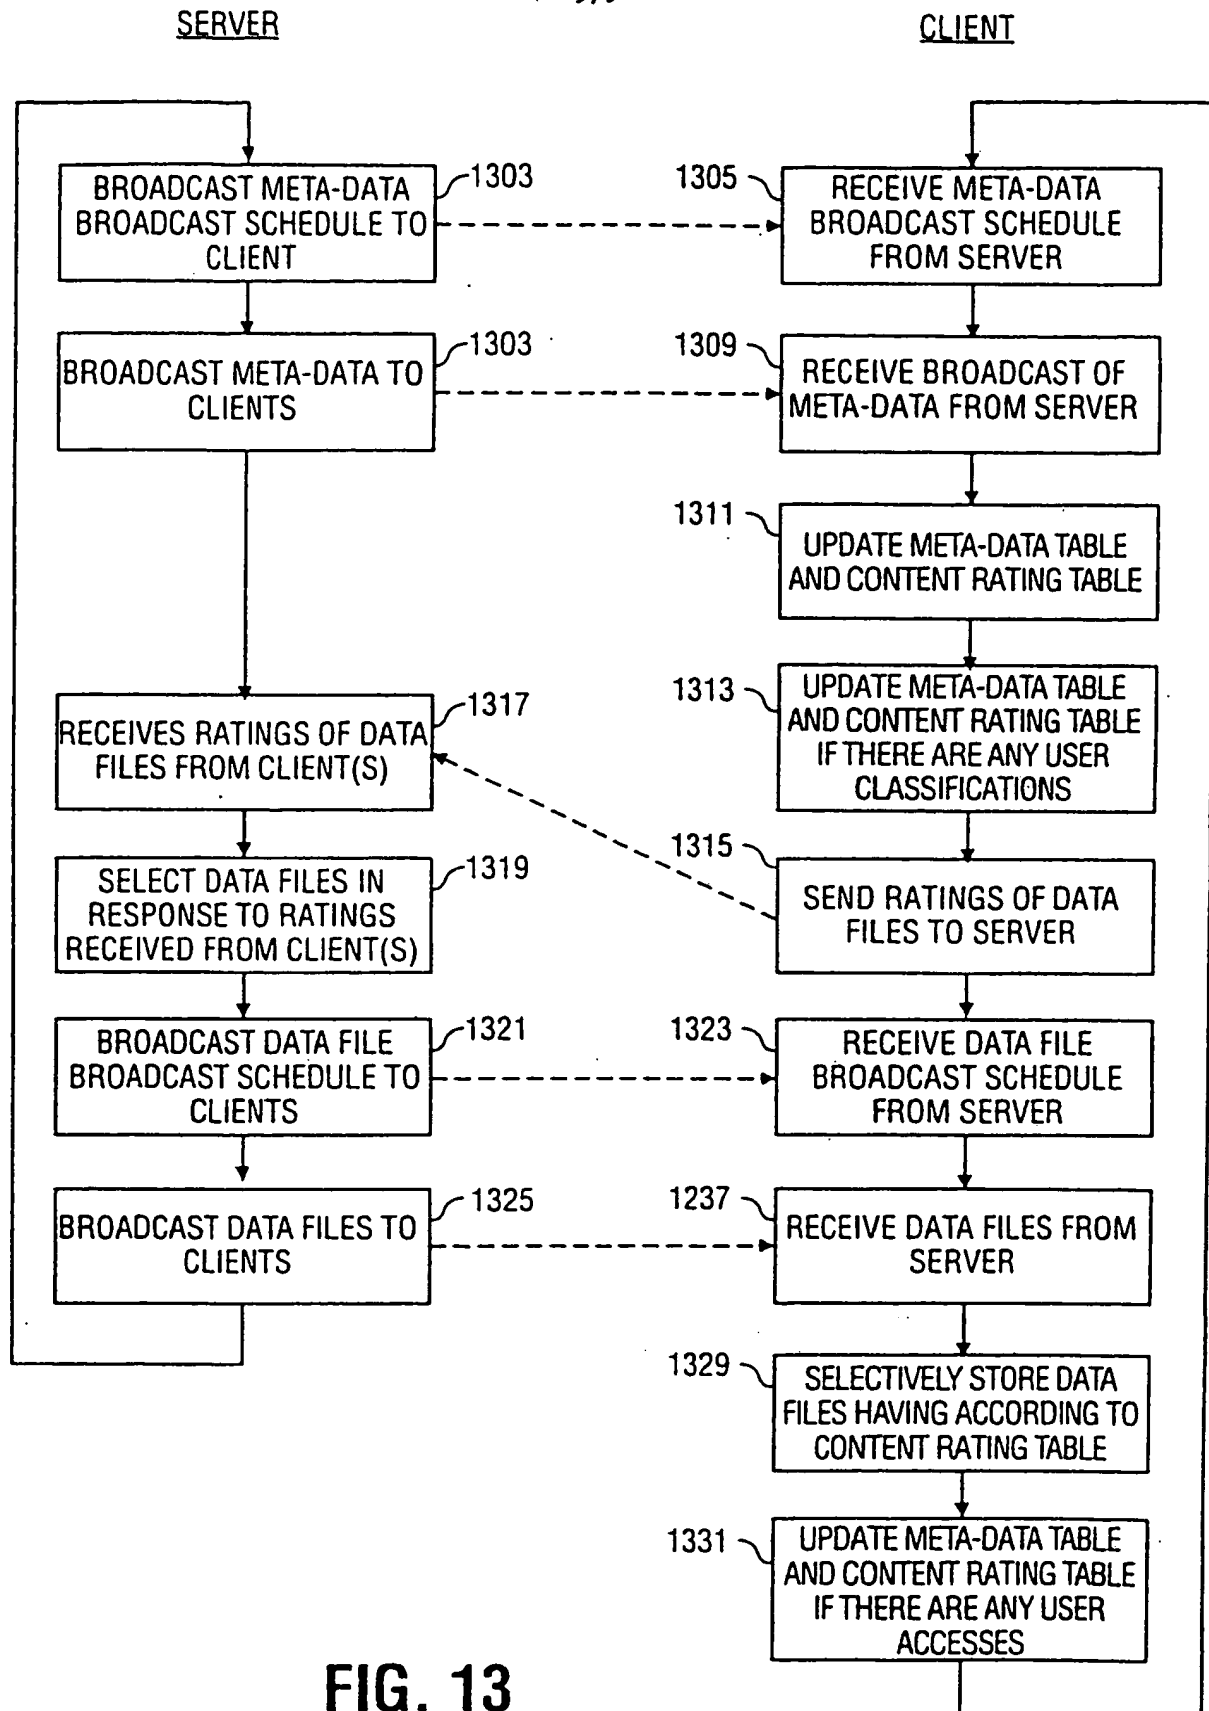 SERVER
CLIENT
BROADCAST META-DATA
BROADCAST SCHEDULE TO
CLIENT
1303
1305
RECEIVE META-DATA
BROADCAST SCHEDULE
FROM SERVER
BROADCAST META-DATA TO
CLIENTS
1303
1309
RECEIVE BROADCAST OF
META-DATA FROM SERVER
1311
UPDATE META-DATA TABLE
AND CONTENT RATING TABLE
1313
UPDATE META-DATA TABLE
AND CONTENT RATING TABLE
IF THERE ARE ANY USER
CLASSIFICATIONS
RECEIVES RATINGS OF DATA
FILES FROM CLIENT(S)
1317
1315
SEND RATINGS OF DATA
FILES TO SERVER
SELECT DATA FILES IN
RESPONSE TO RATINGS
RECEIVED FROM CLIENT(S)
1319
BROADCAST DATA FILE
BROADCAST SCHEDULE TO
CLIENTS
1321
1323
RECEIVE DATA FILE
BROADCAST SCHEDULE
FROM SERVER
BROADCAST DATA FILES TO
CLIENTS
1325
1237
RECEIVE DATA FILES FROM
SERVER
1329
SELECTIVELY STORE DATA
FILES HAVING ACCORDING TO
CONTENT RATING TABLE
1331
UPDATE META-DATA TABLE
AND CONTENT RATING TABLE
IF THERE ARE ANY USER
ACCESSES
FIG. 13